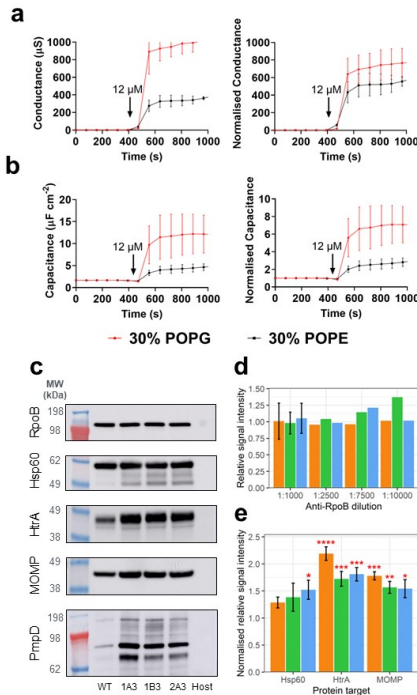 a
Conductance (µS)
1000
800
600
400
200
0
12 µM
0 200 400 600 800 1000
Time (s)
Normalised Conductance
1000
800
600
400
200
0
12 µM
0 200 400 600 800 1000
Time (s)
b
Capacitance (µF cm-2)
20
15
10
5
0
12 µM
0 200 400 600 800 1000
Time (s)
Normalised Capacitance
10
8
6
4
2
0
12 µM
0 200 400 600 800 1000
Time (s)
30% POPG 30% POPE
c
MW
(kDa)
RpoB
198
98
Hsp60
62
49
HtrA
49
38
MOMP
49
38
PmpD
198
98
62
WT 1A3 1B3 2A3 Host
d
Relative signal intensity
1.50
1.25
1.00
0.75
0.50
0.25
0.0
1:1000 1:2500 1:7500 1:10000
Anti-RpoB dilution
e
Normalised relative signal intensity
2.5
2.0
1.5
1.0
0.5
0.0
* **** *** *** *** ** *
Hsp60 HtrA MOMP
Protein target